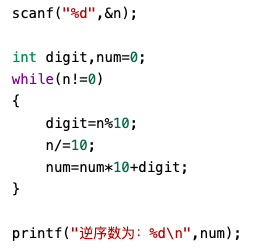 scanf("%d",&n);
int digit,num=0;
while(n!=0)
{
digit=n%10;
n/=10;
num=num*10+digit;
}
printf("逆序数为：%d\n",num);